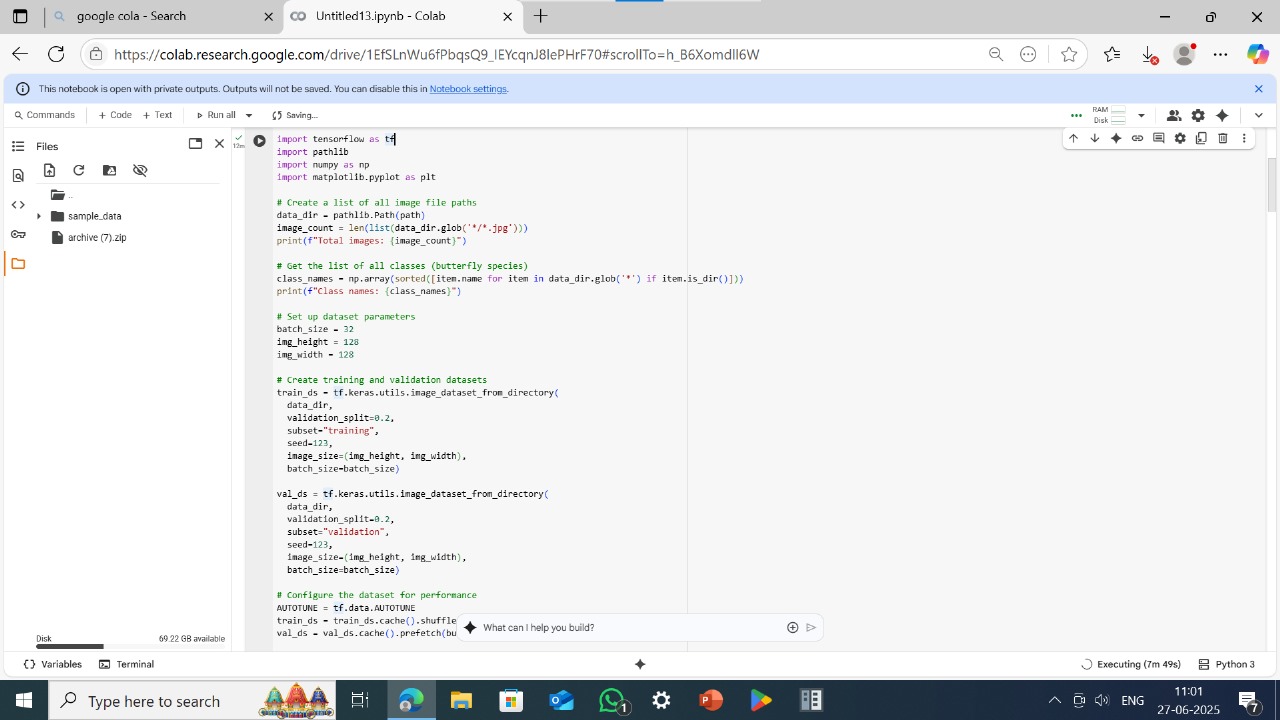 google cola - Search
Untitled13.ipynb - Colab
https://colab.research.google.com/drive/1EfSLnWu6fPbqsQ9_IEYcqnJ8lePHrF70#scrollTo=h_B6Xomdll6W
This notebook is open with private outputs. Outputs will not be saved. You can disable this in Notebook settings.
Commands + Code + Text Run all Saving... RAM Disk
Files
12m
..
sample_data
archive (7).zip
import tensorflow as tf
import pathlib
import numpy as np
import matplotlib.pyplot as plt
# Create a list of all image file paths
data_dir = pathlib.Path(path)
image_count = len(list(data_dir.glob('*/*.jpg')))
print(f"Total images: {image_count}")
# Get the list of all classes (butterfly species)
class_names = np.array(sorted([item.name for item in data_dir.glob('*') if item.is_dir()]))
print(f"Class names: {class_names}")
# Set up dataset parameters
batch_size = 32
img_height = 128
img_width = 128
# Create training and validation datasets
train_ds = tf.keras.utils.image_dataset_from_directory(
data_dir,
validation_split=0.2,
subset="training",
seed=123,
image_size=(img_height, img_width),
batch_size=batch_size)
val_ds = tf.keras.utils.image_dataset_from_directory(
data_dir,
validation_split=0.2,
subset="validation",
seed=123,
image_size=(img_height, img_width),
batch_size=batch_size)
# Configure the dataset for performance
AUTOTUNE = tf.data.AUTOTUNE
train_ds = train_ds.cache().shuffle
val_ds = val_ds.cache().prefetch(bu
What can I help you build?
Disk 69.22 GB available
Variables Terminal Executing (7m 49s) Python 3
Type here to search
1
ENG
11:01
27-06-2025
7